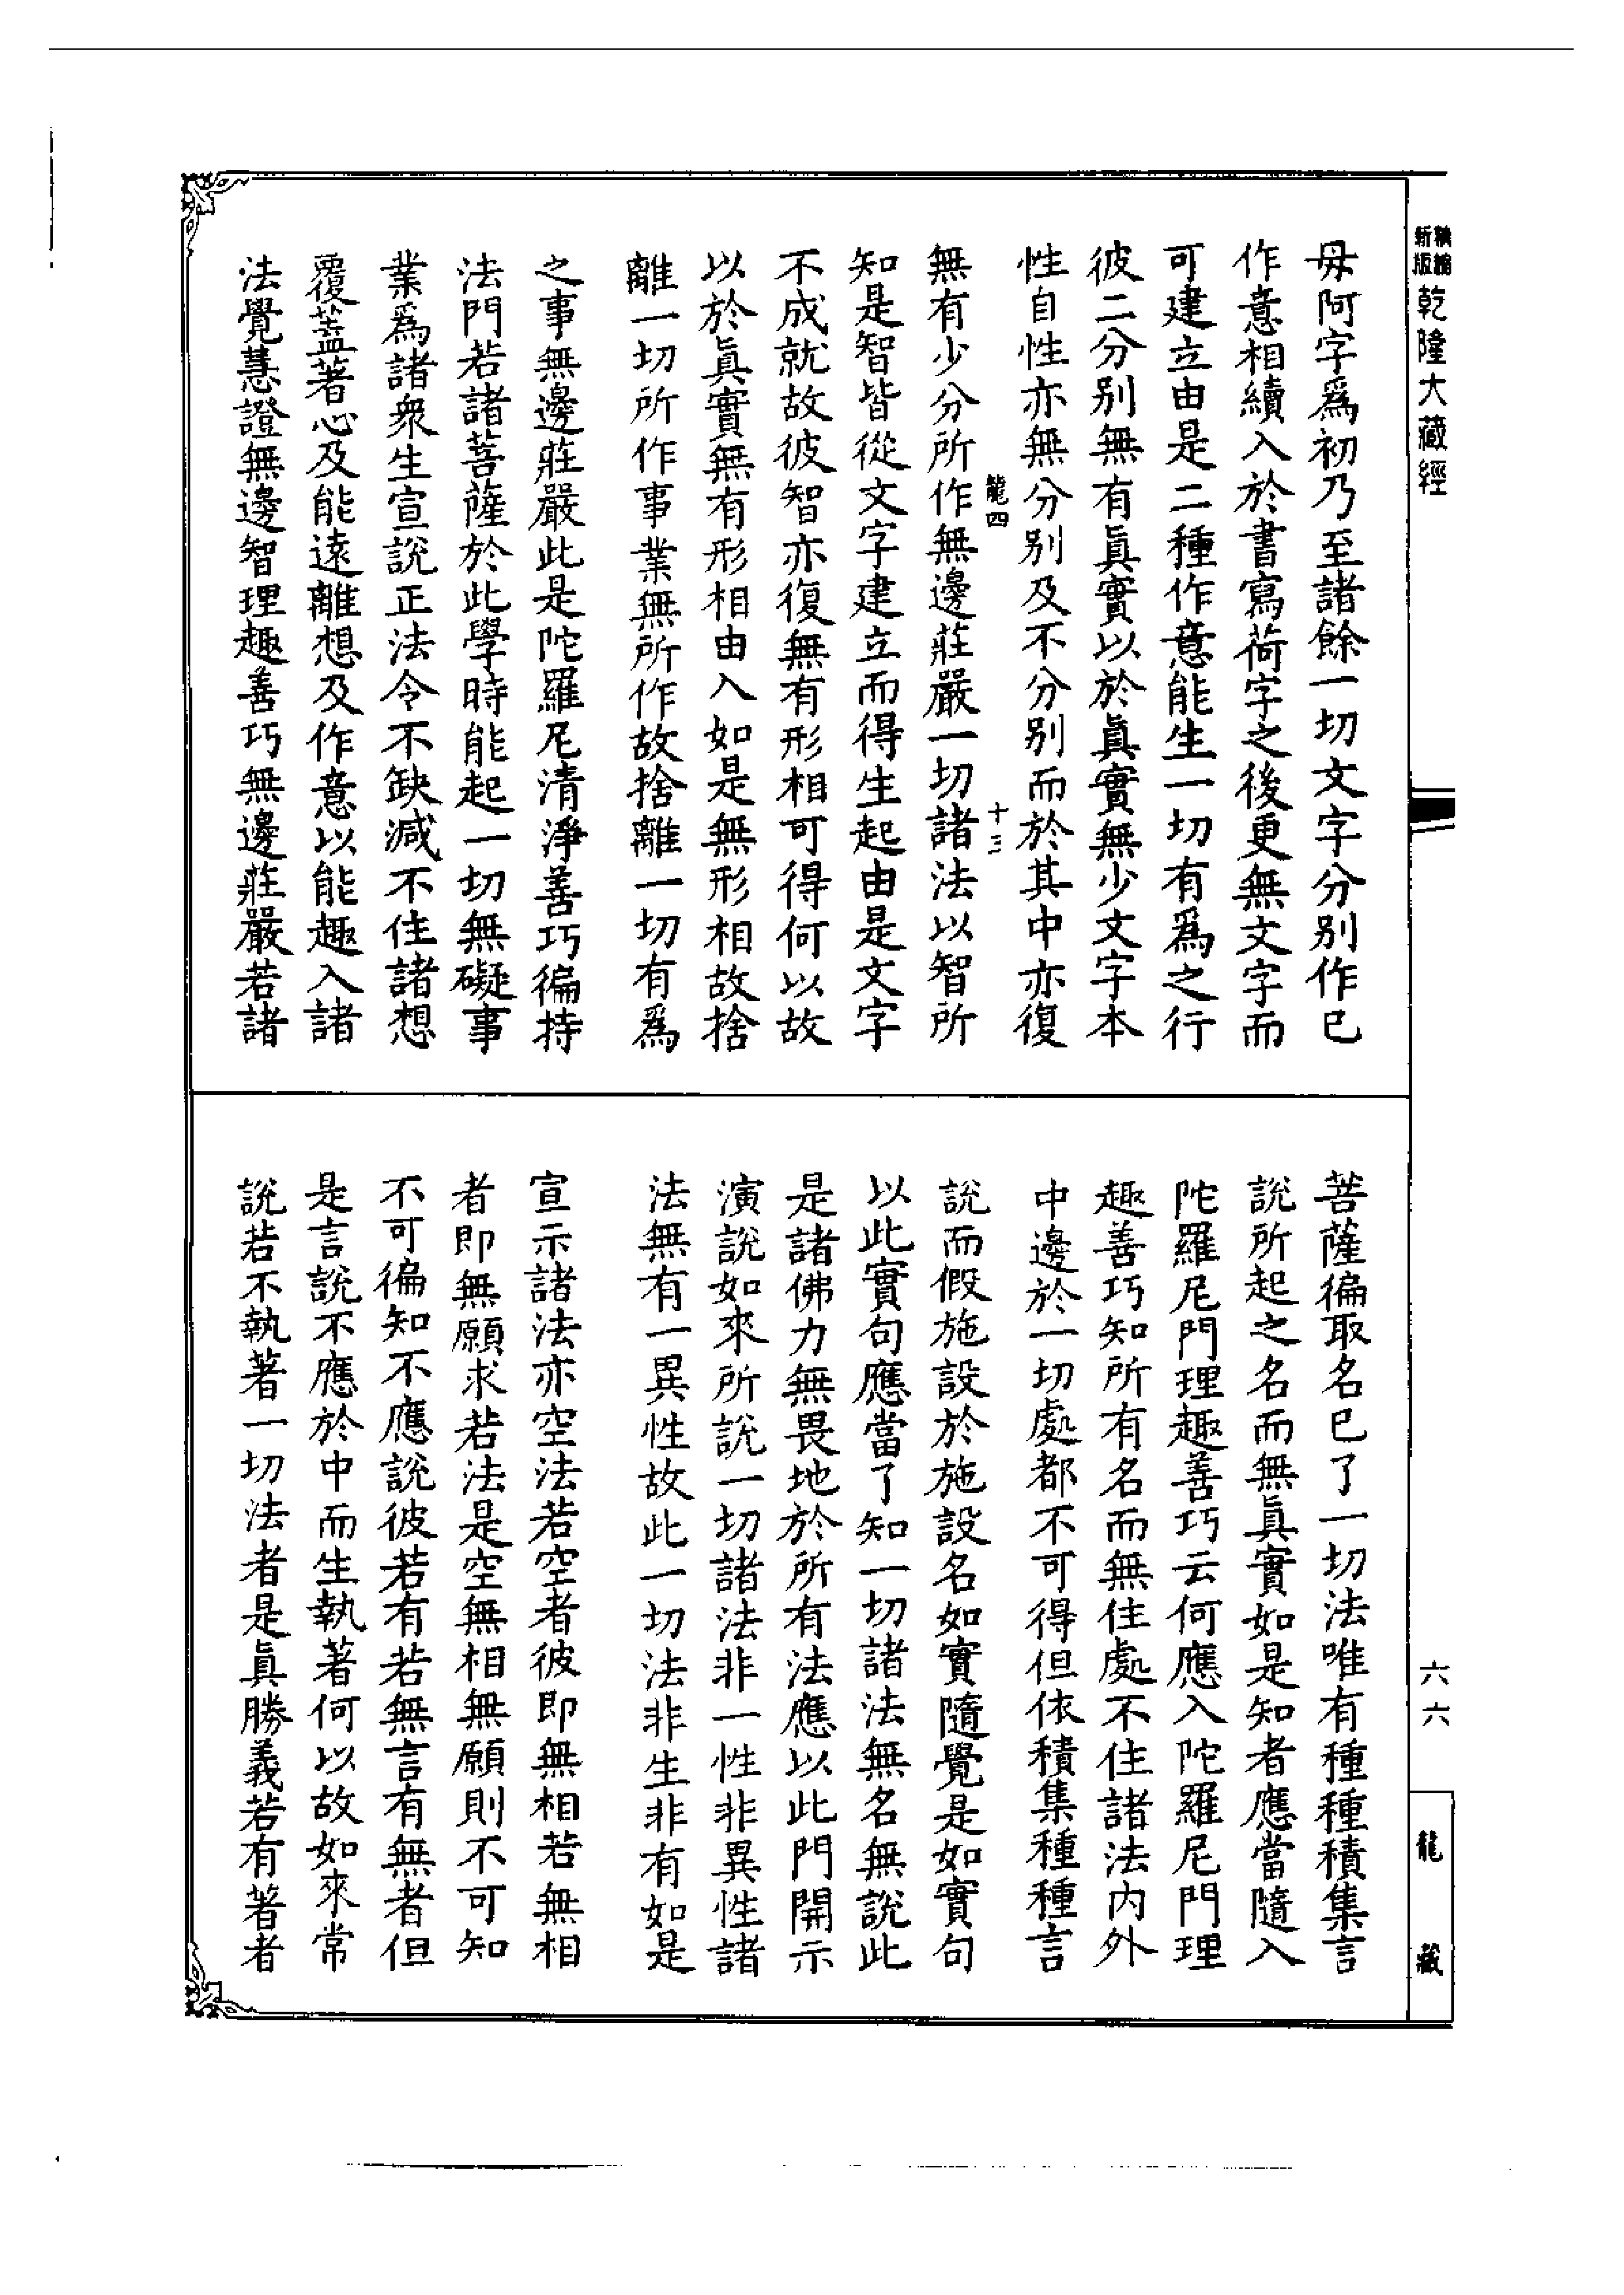 新編
縮版
乾隆大藏經
毋阿字爲初乃至諸餘一切文字分別作已
作意相續入於書寫荷字之後更無文字而
可建立由是二種作意能生一切有爲之行
彼二分別無有眞實以於眞實無少文字本
性自性亦無分別及不分別而於其中亦復
龍四
十三
無有少分所作無邊莊嚴一切諸法以智所
知是智皆從文字建立而得生起由是文字
不成就故彼智亦復無有形相可得何以故
以於眞實無有形相由入如是無形相故捨
離一切所作事業無所作故捨離一切有爲
之事無邊莊嚴此是陀羅尼清淨善巧徧持
法門若諸菩薩於此學時能起一切無礙事
業爲諸衆生宣說正法令不缺減不住諸想
覆蓋著心及能遠離想及作意以能趣入諸
法覺慧證無邊智理趣善巧無邊莊嚴若諸
菩薩徧取名已了一切法唯有種種積集言
說所起之名而無眞實如是知者應當隨入
陀羅尼門理趣善巧云何應入陀羅尼門理
趣善巧知所有名而無住處不住諸法內外
中邊於一切處都不可得但依積集種種言
說而假施設於施設名如實隨覺是如實句
以此實句應當了知一切諸法無名無說此
是諸佛力無畏地於所有法應以此門開示
演說如來所說一切諸法非一性非異性諸
法無有一異性故此一切法非生非有如是
宣示諸法亦空法若空者彼即無相若無相
者即無願求若法是空無相無願則不可知
不可徧知不應說彼若有若無言有無者但
是言說不應於中而生執著何以故如來常
說若不執著一切法者是眞勝義若有著者
六六
龍藏